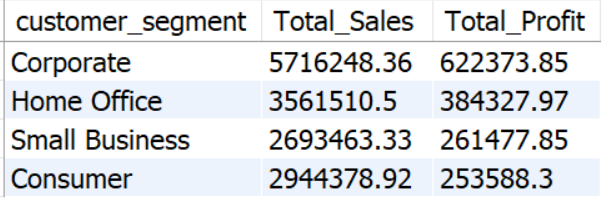 customer_segment Total_Sales Total_Profit
Corporate 5716248.36 622373.85
Home Office 3561510.5 384327.97
Small Business 2693463.33 261477.85
Consumer 2944378.92 253588.3